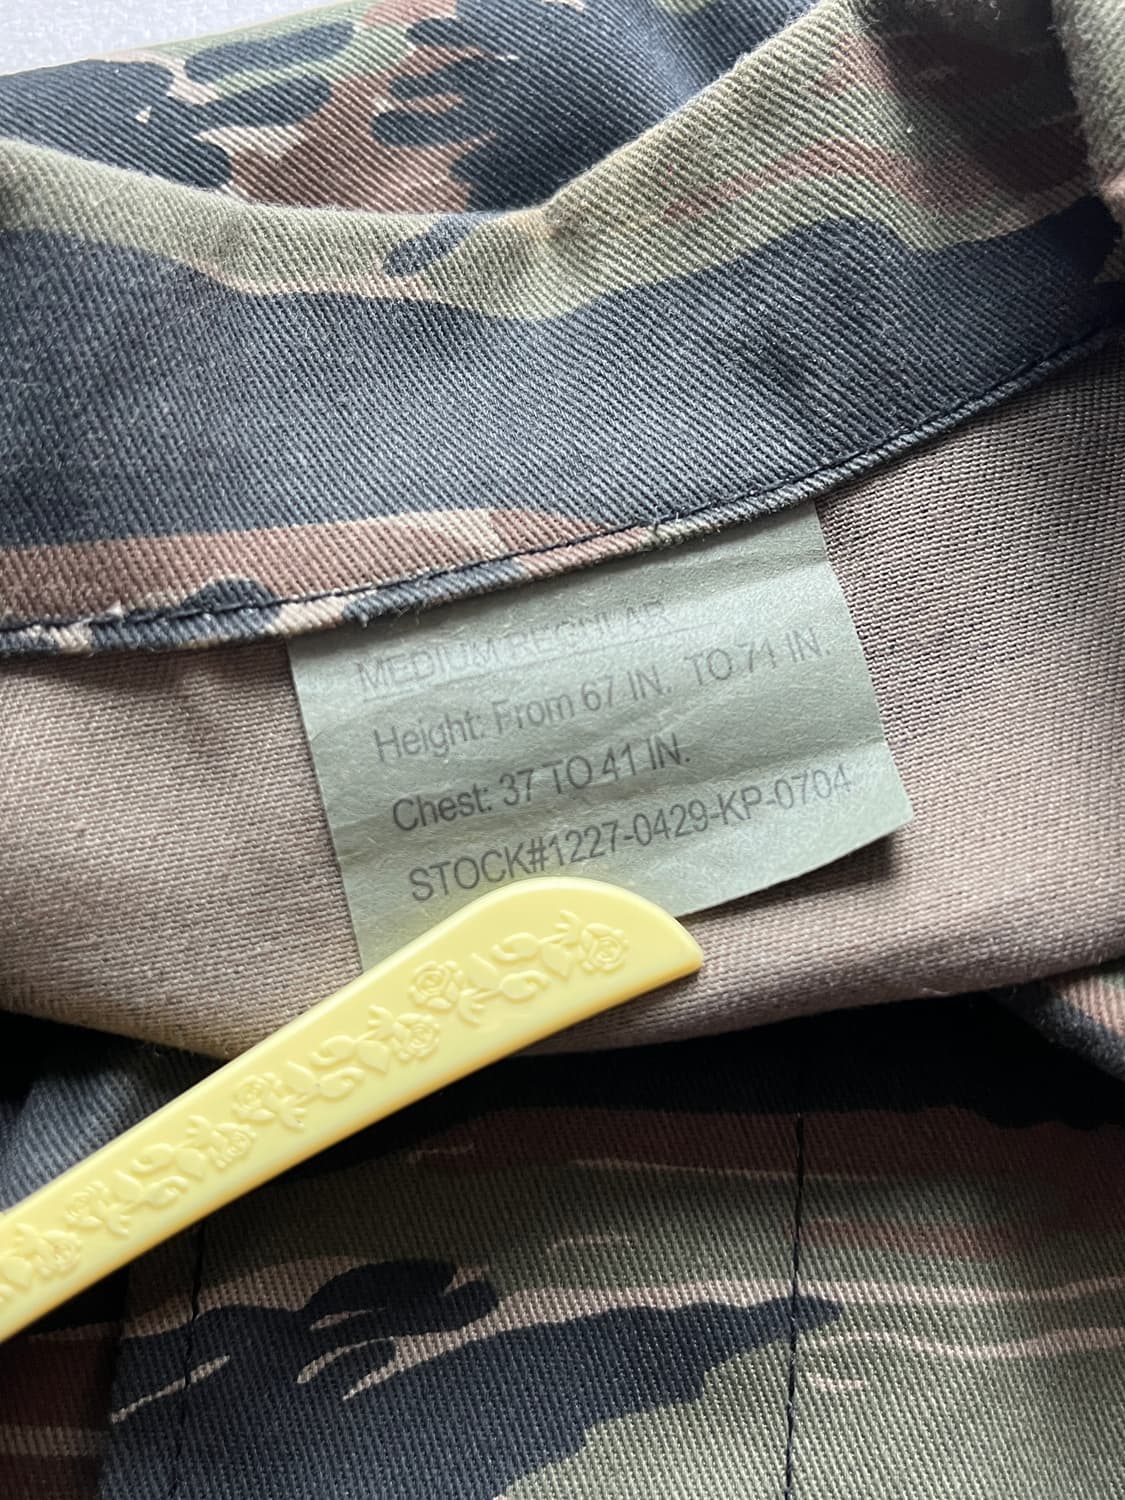 MEDIUM REGULAR
Height: From 67 IN. TO 71 IN.
Chest: 37 TO 41 IN.
STOCK#1227-0429-KP-0704